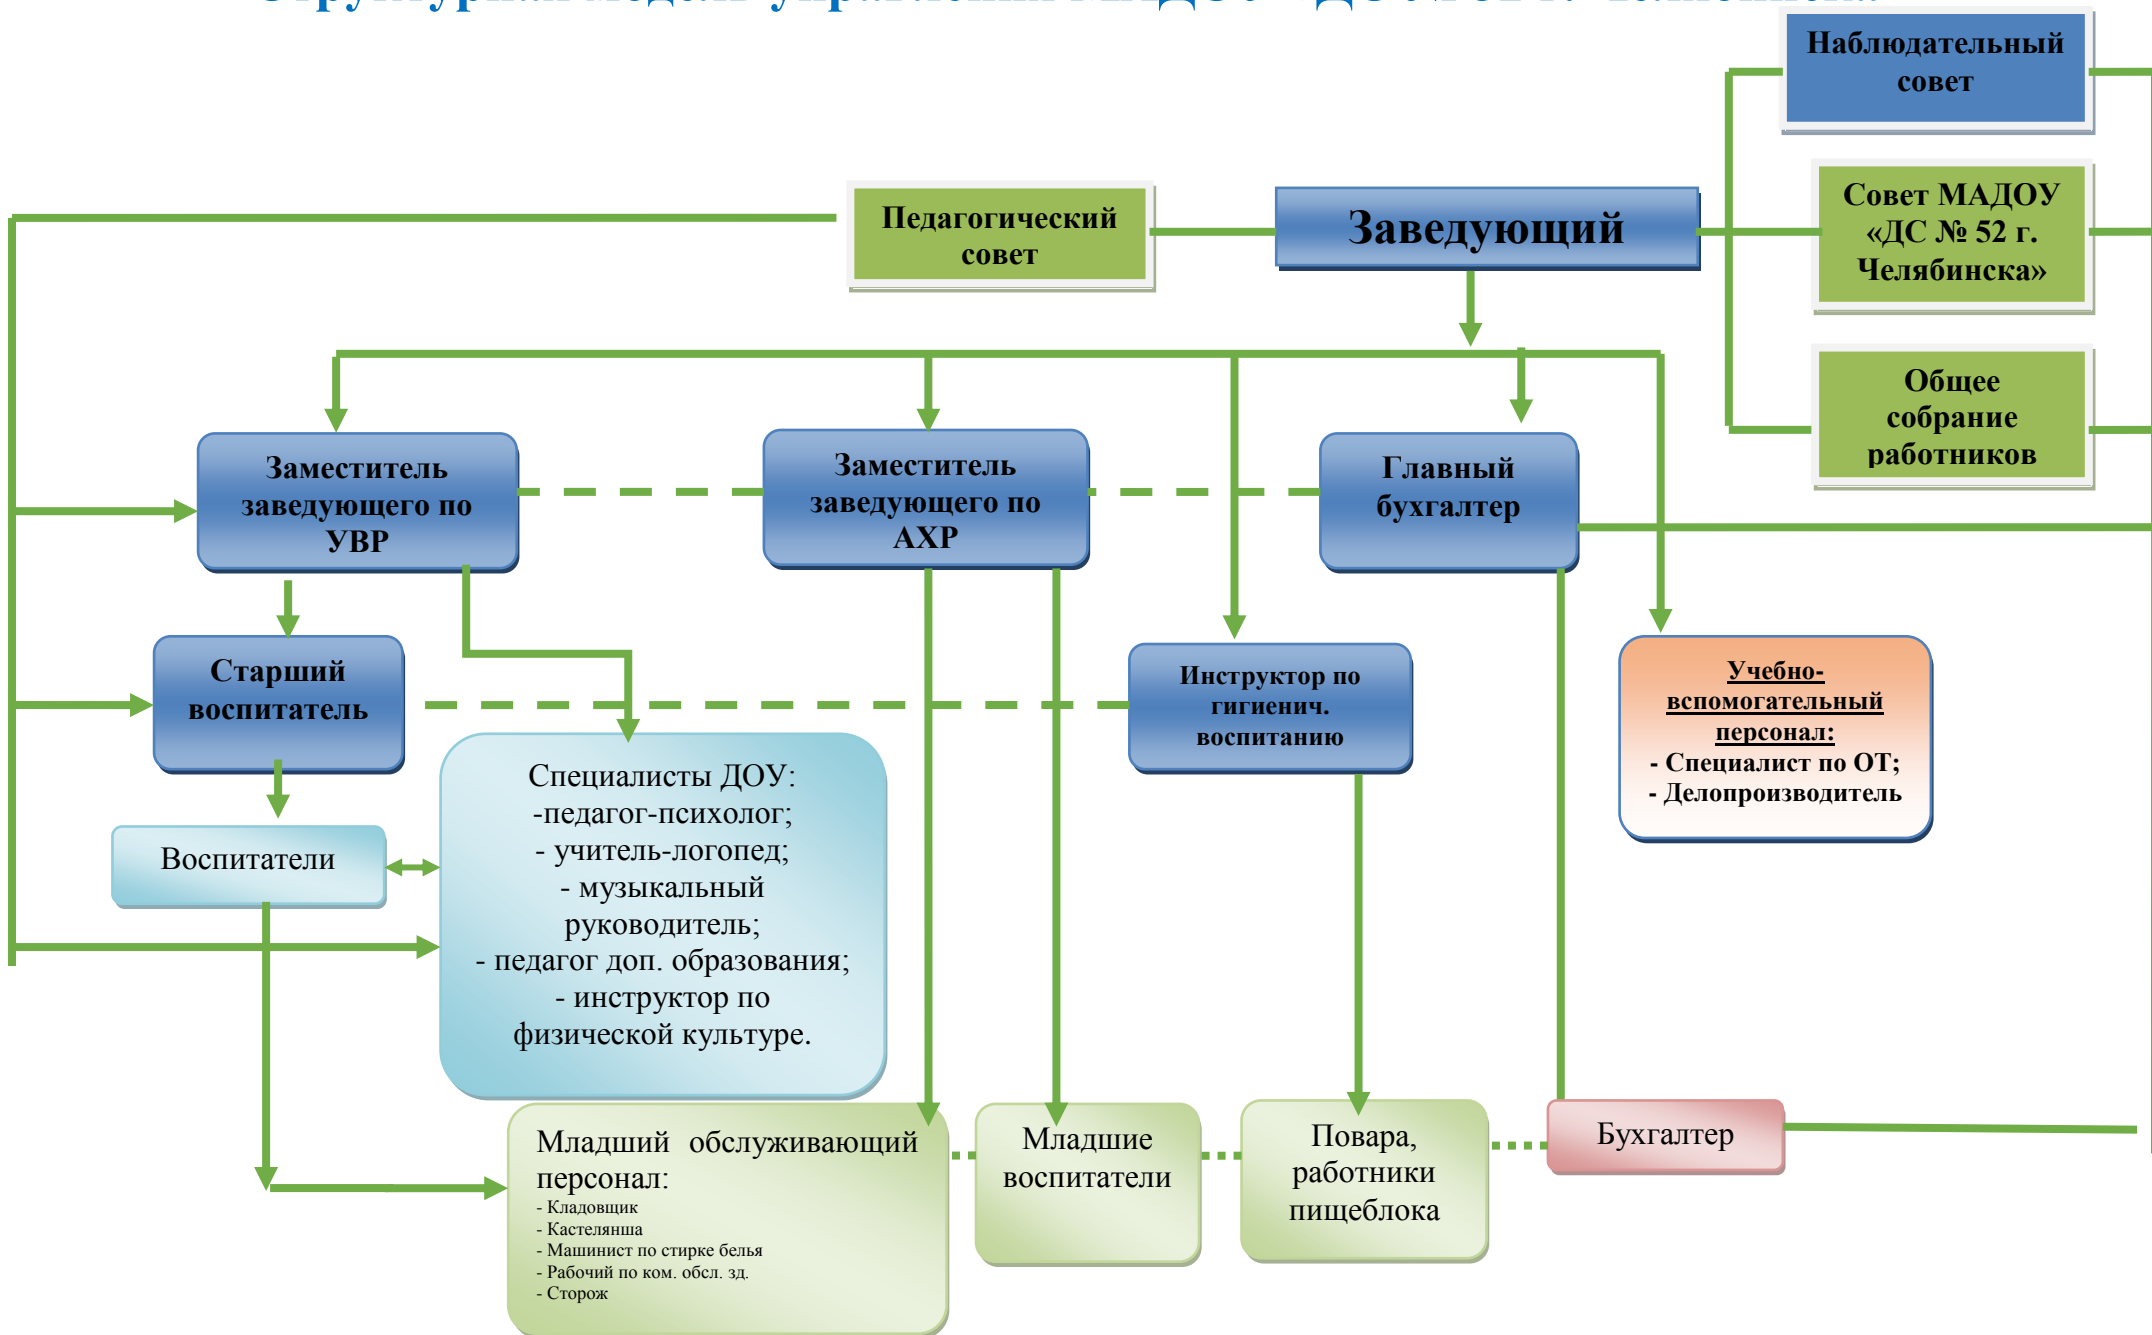 управления
Наблюдательный
совет
Педагогический
совет
Заведующий
Совет МАДОУ
«ДС № 52 г.
Челябинска»
Общее
собрание
работников
Заместитель
заведующего по
УВР
Заместитель
заведующего по
АХР
Главный
бухгалтер
Старший
воспитатель
Инструктор по
гигиенич.
воспитанию
Учебно-
вспомогательный
персонал:
- Специалист по ОТ;
- Делопроизводитель
Воспитатели
Специалисты ДОУ:
-педагог-психолог;
- учитель-логопед;
- музыкальный
руководитель;
- педагог доп. образования;
- инструктор по
физической культуре.
Младший обслуживающий
персонал:
- Кладовщик
- Кастелянша
- Машинист по стирке белья
- Рабочий по ком. обсл. зд.
- Сторож
Младшие
воспитатели
Повара,
работники
пищеблока
Бухгалтер